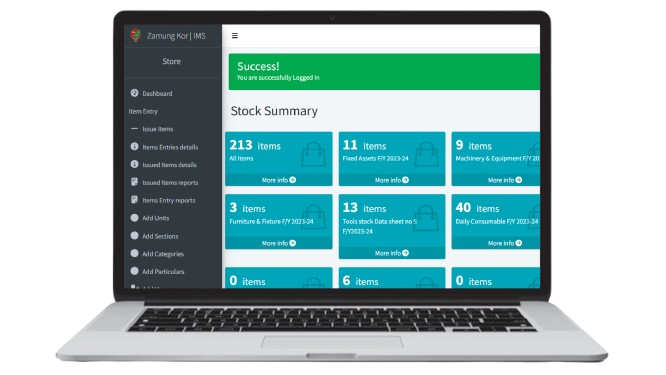 Zamung Kor| IMS
Store
Dashboard
Item Entry
Issue Items
Items Entries details
Issued Items details
Issued Items reports
Items Entry reports
Add Units
Add Sections
Add Categories
Add Particulars
Success!
You are successfully Logged In
Stock Summary
213 items
All Items
More info
11 items
Fixed Assets F/Y 2023-24
More info
9 items
Machinery & Equipment F/Y 20
More info
3 items
Furniture & Fixture F/Y 2023-24
More info
13 items
Tools stock Data sheet no 5
F/Y2023-24
More info
40 items
Daily Consumable F/Y 2023-24
More info
0 items
6 items
0 items